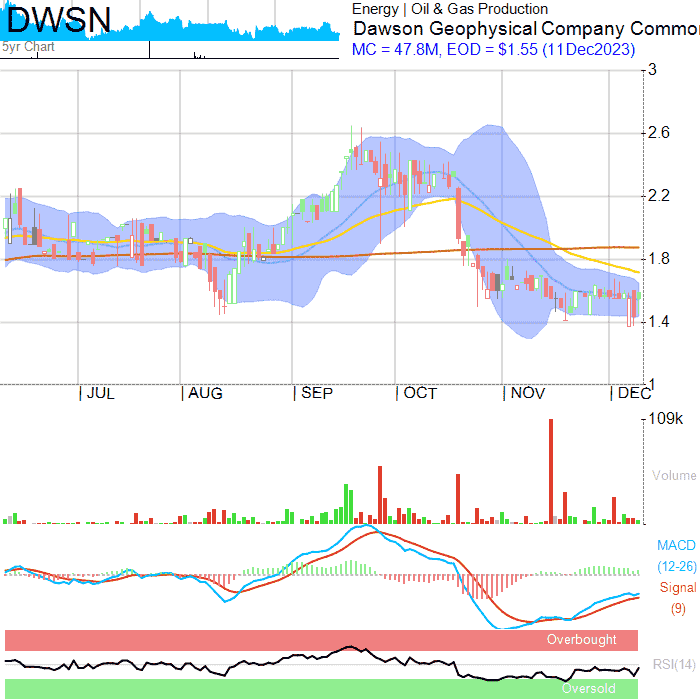 DWSN
5yr Chart
Energy | Oil & Gas Production
Dawson Geophysical Company Commo
MC = 47.8M, EOD = $1.55 (11Dec2023)
3
2.6
2.2
1.8
1.4
1
JUL
AUG
SEP
OCT
NOV
DEC
109k
Volume
MACD
(12-26)
Signal
(9)
Overbought
RSI(14)
Oversold